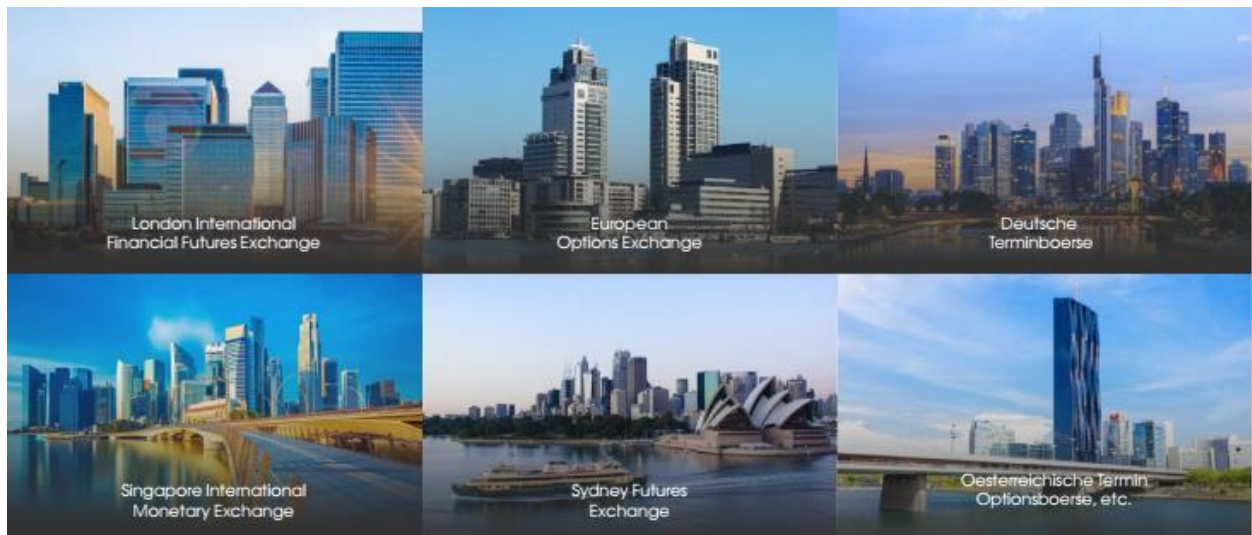 London International
Financial Futures Exchange
European
Options Exchange
Deutsche
Terminboerse
Singapore International
Monetary Exchange
Sydney Futures
Exchange
Oesterreichische Termin
Optionsboerse, etc.